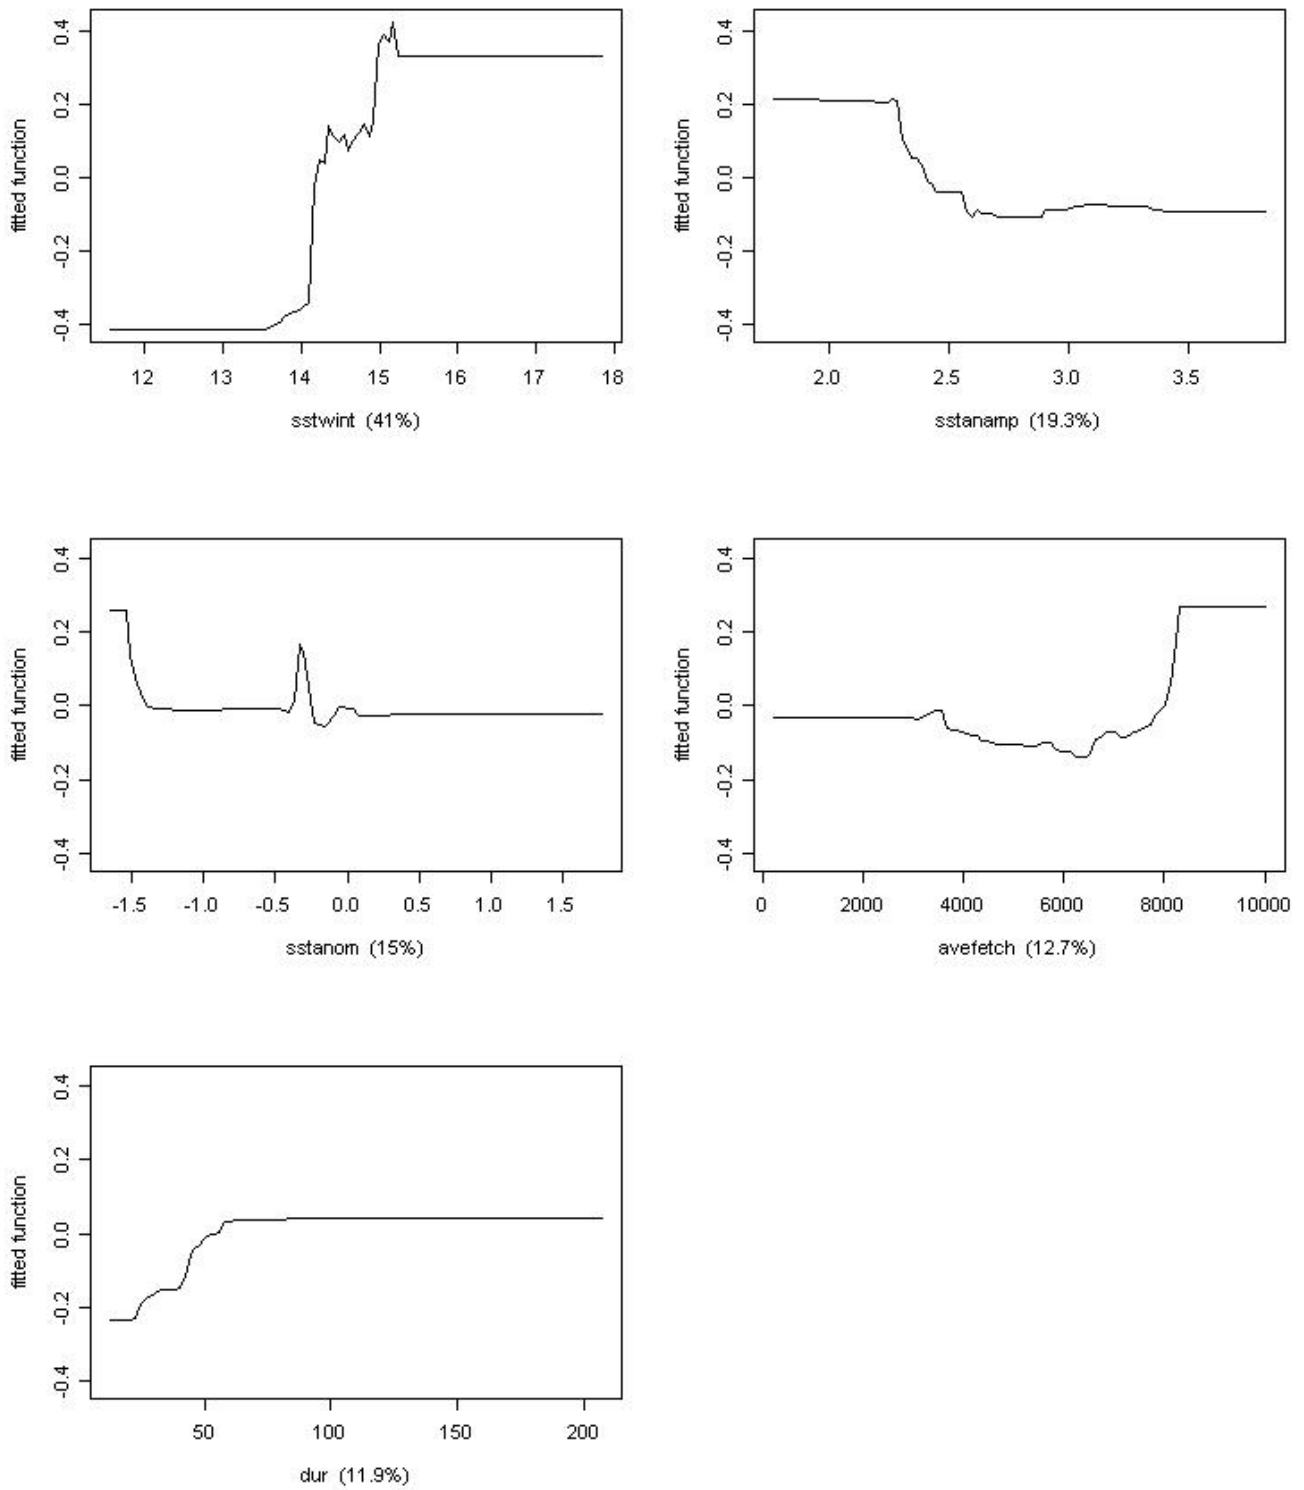 0.4
0.2
0.0
-0.2
-0.4
fitted function
12 13 14 15 16 17 18
sstwint (41%)
0.4
0.2
0.0
-0.2
-0.4
fitted function
2.0 2.5 3.0 3.5
sstanamp (19.3%)
0.4
0.2
0.0
-0.2
-0.4
fitted function
-1.5 -1.0 -0.5 0.0 0.5 1.0 1.5
sstanom (15%)
0.4
0.2
0.0
-0.2
-0.4
fitted function
0 2000 4000 6000 8000 10000
avefetch (12.7%)
0.4
0.2
0.0
-0.2
-0.4
fitted function
50 100 150 200
dur (11.9%)